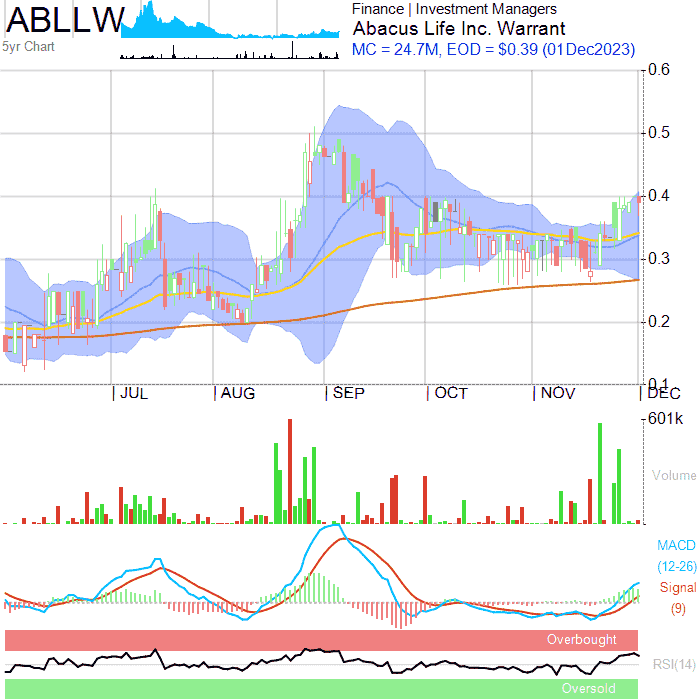 ABLLW
5yr Chart
Finance | Investment Managers
Abacus Life Inc. Warrant
MC = 24.7M, EOD = $0.39 (01Dec2023)
0.6
0.5
0.4
0.3
0.2
0.1
| JUL | AUG | SEP | OCT | NOV | DEC
601k
Volume
MACD
(12-26)
Signal
(9)
Overbought
RSI(14)
Oversold